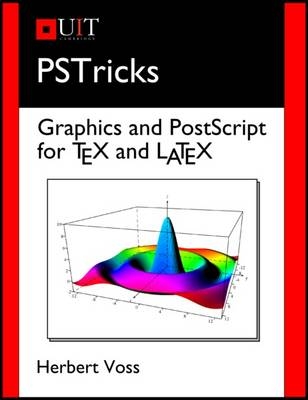 UIT
CAMBRIDGE
PSTricks
Graphics and PostScript
for TEX and LATEX
Herbert Voss